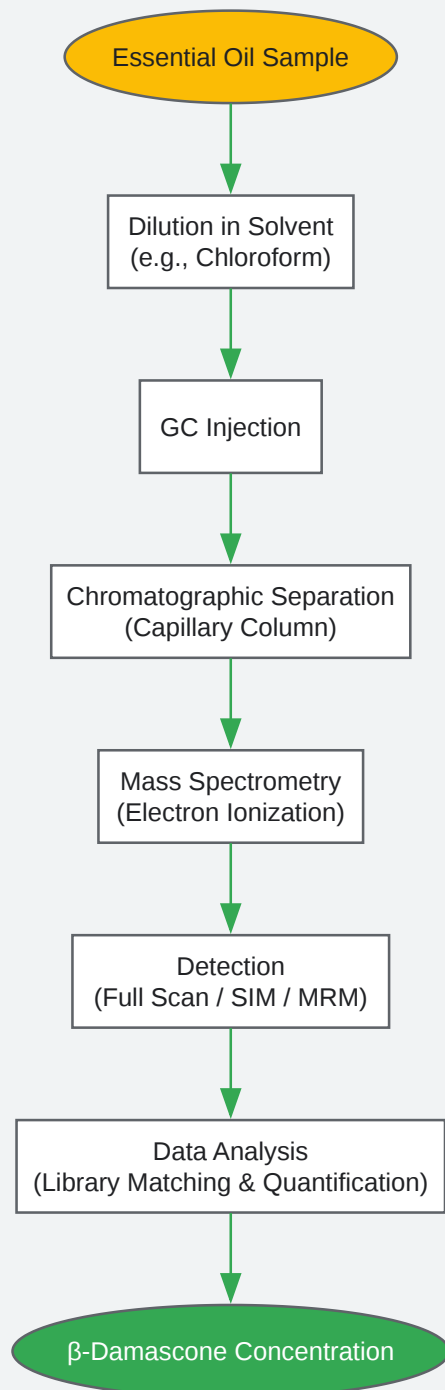 Essential Oil Sample
Dilution in Solvent
(e.g., Chloroform)
GC Injection
Chromatographic Separation
(Capillary Column)
Mass Spectrometry
(Electron Ionization)
Detection
(Full Scan / SIM / MRM)
Data Analysis
(Library Matching & Quantification)
β-Damascone Concentration